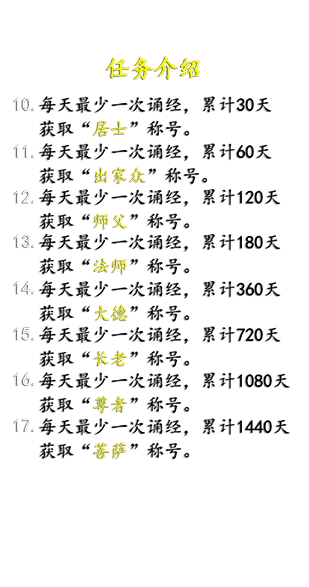 任务介绍
10. 每天最少一次诵经，累计30天
获取“居士”称号。
11. 每天最少一次诵经，累计60天
获取“出家众”称号。
12. 每天最少一次诵经，累计120天
获取“师父”称号。
13. 每天最少一次诵经，累计180天
获取“法师”称号。
14. 每天最少一次诵经，累计360天
获取“大德”称号。
15. 每天最少一次诵经，累计720天
获取“长老”称号。
16. 每天最少一次诵经，累计1080天
获取“尊者”称号。
17. 每天最少一次诵经，累计1440天
获取“菩萨”称号。